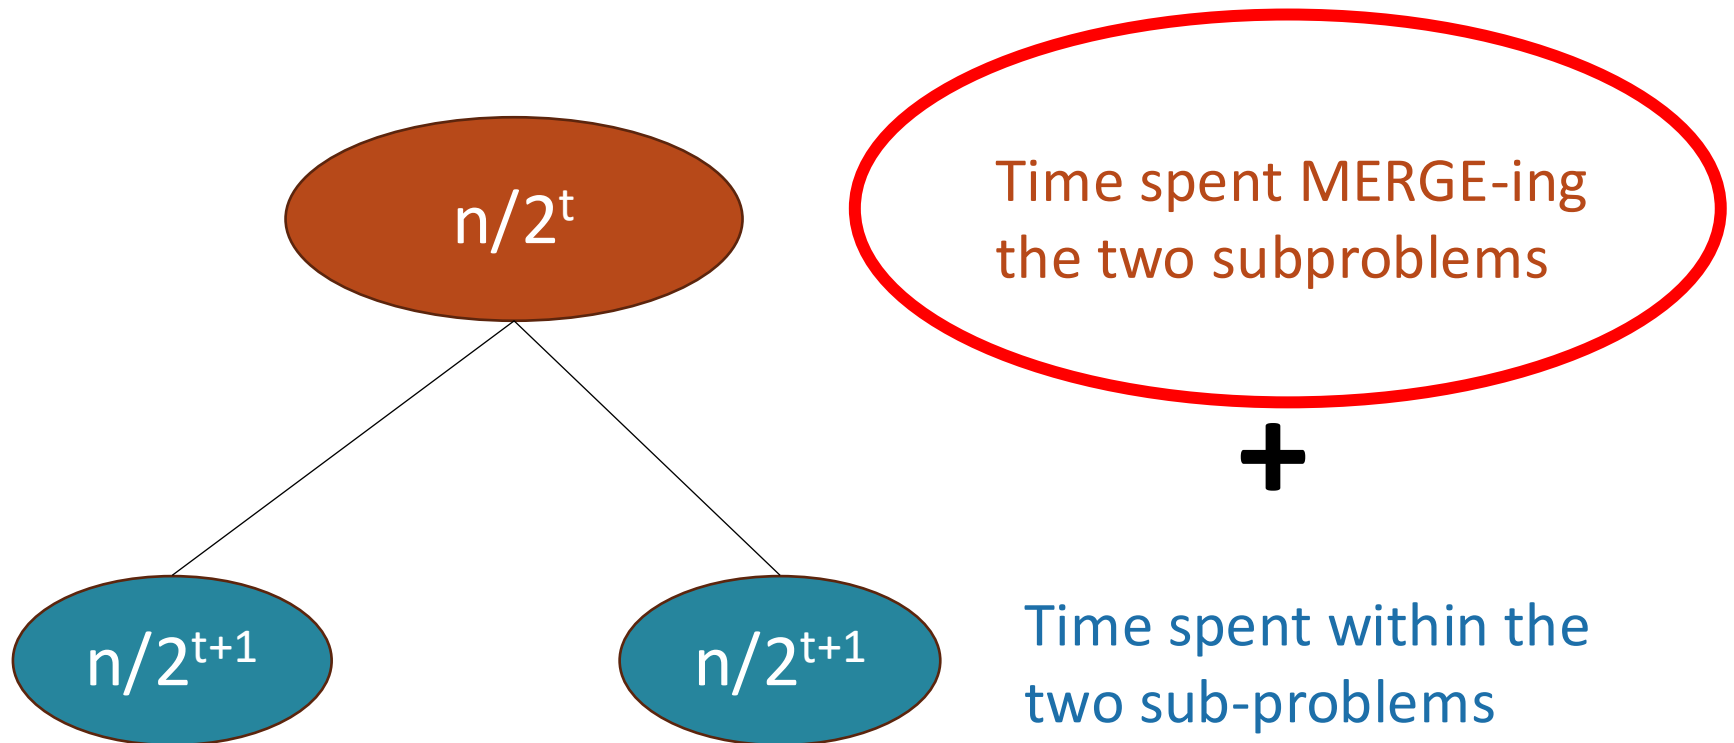 n/2^t
Time spent MERGE-ing
the two subproblems
+
n/2^t+1
n/2^t+1
Time spent within the
two sub-problems